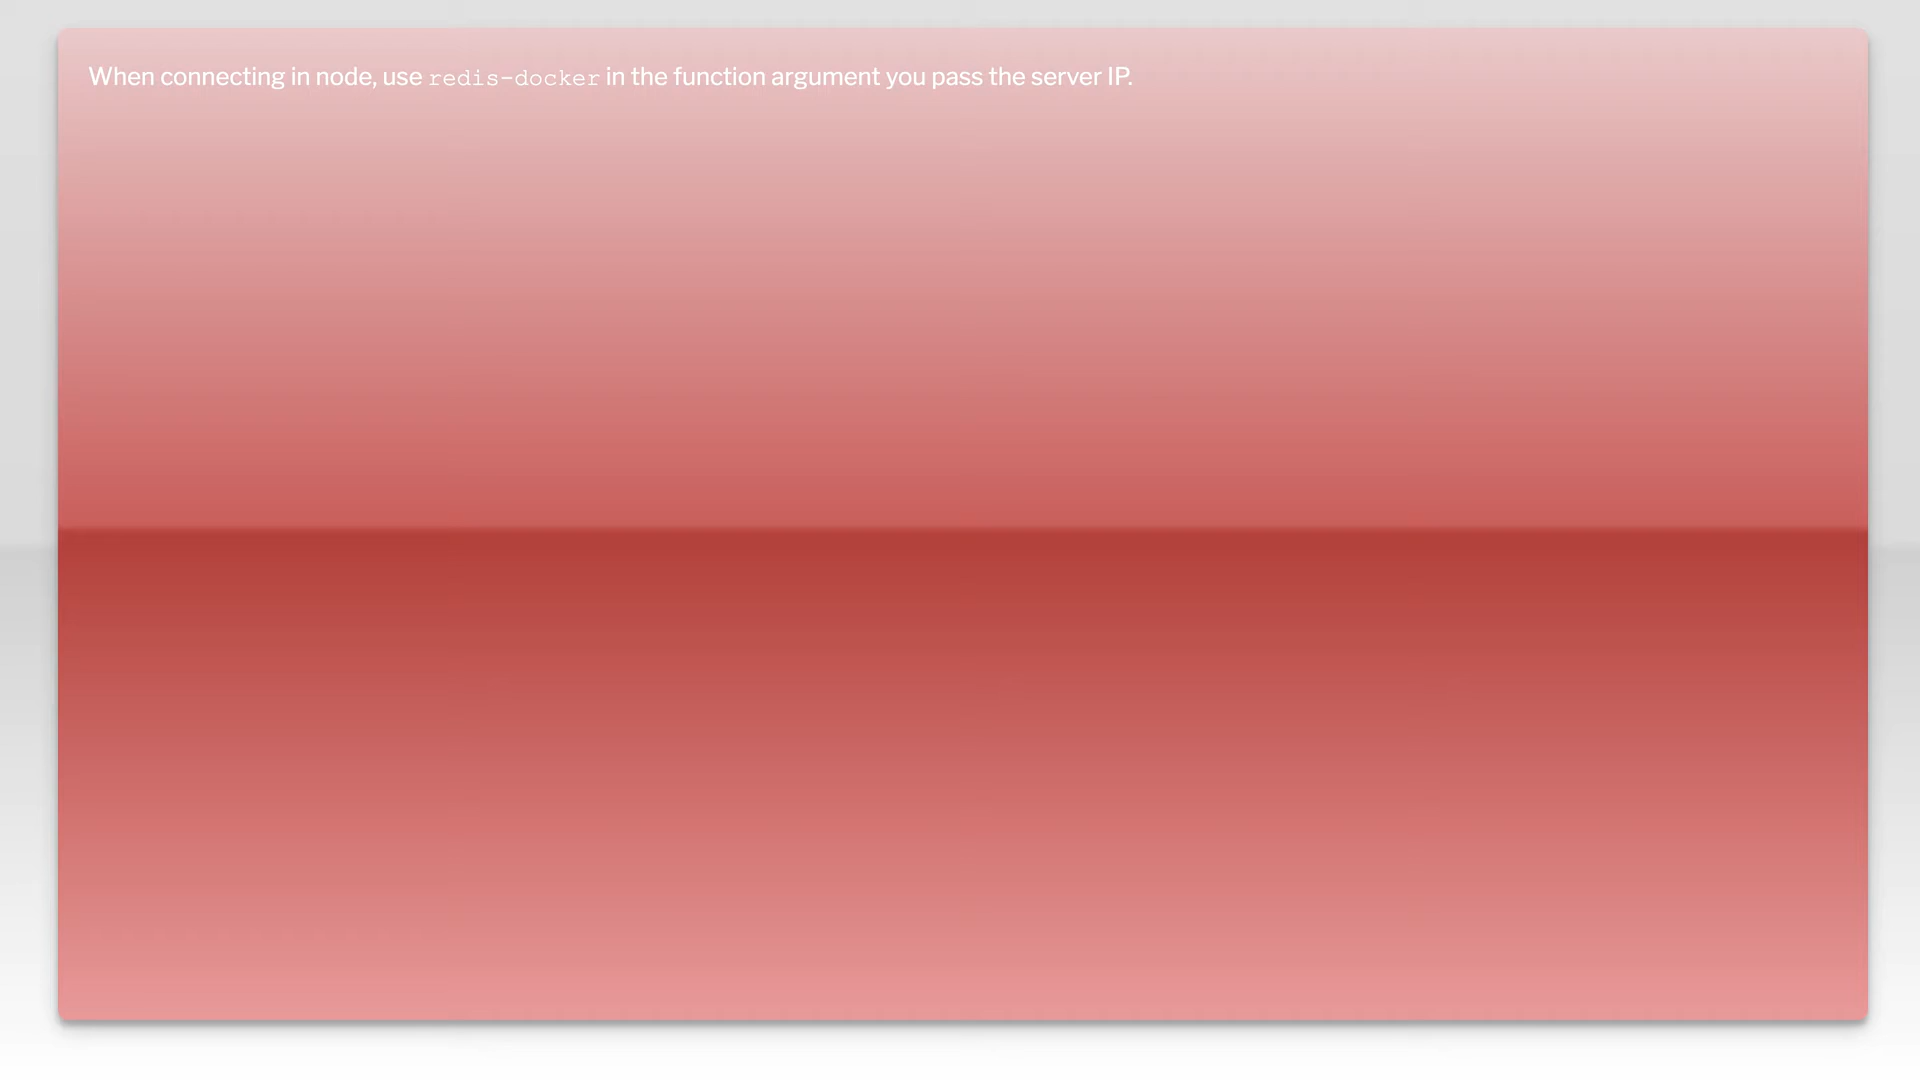 When connecting in node, use redis-docker in the function argument you pass the server IP.